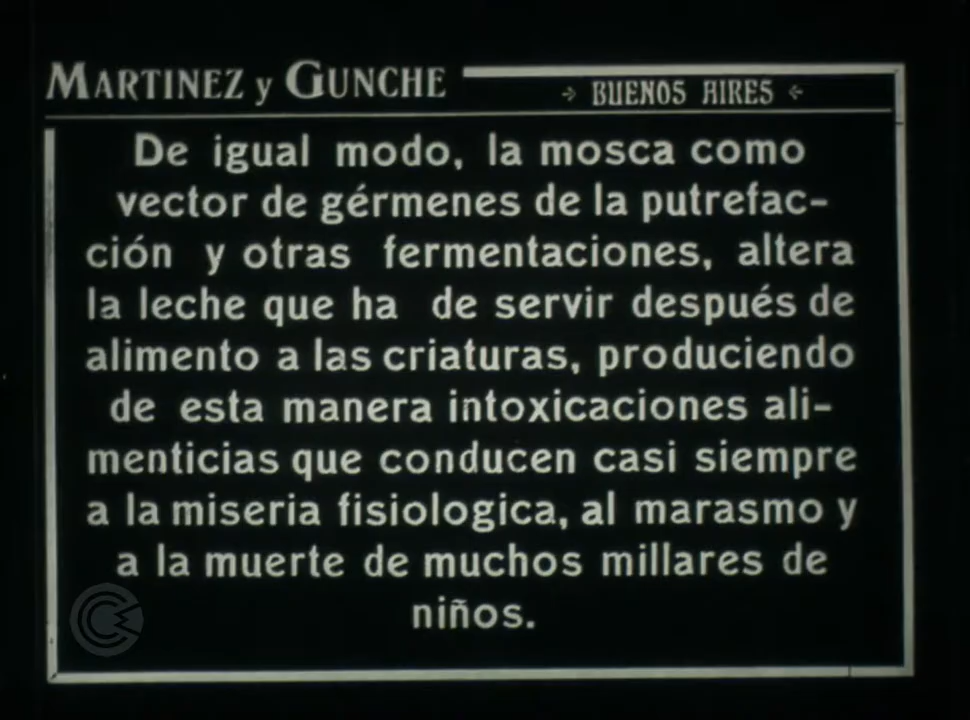 MARTINEZ y GUNCHE
BUENOS AIRES
De igual modo, la mosca como
vector de gérmenes de la putrefac-
ción y otras fermentaciones, altera
la leche que ha de servir después de
alimento a las criaturas, produciendo
de esta manera intoxicaciones ali-
menticias que conducen casi siempre
a la miseria fisiologica, al marasmo y
a la muerte de muchos millares de
niños.